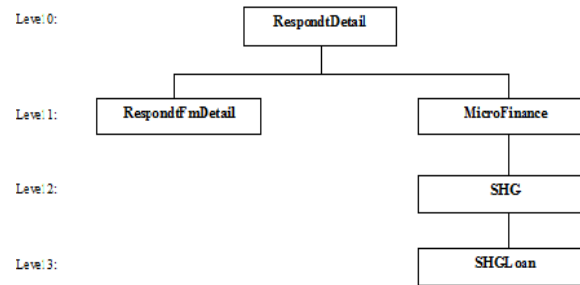 Level 0:
RespondtDetail
Level 1:
RespondtFmDetail
MicroFinance
Level 2:
SHG
Level 3:
SHGLoan